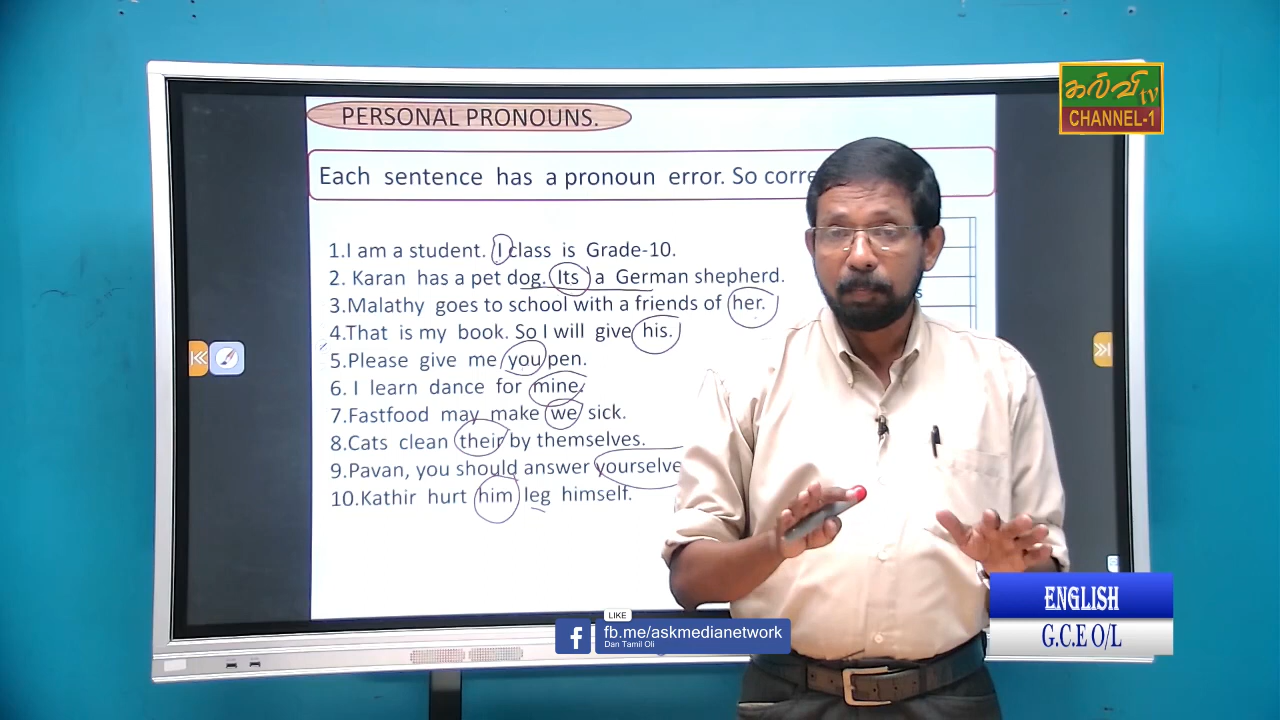 கல்வி tv
CHANNEL-1
PERSONAL PRONOUNS.
Each sentence has a pronoun error. So corre
1.I am a student. I class is Grade-10.
2. Karan has a pet dog. Its a German shepherd.
3.Malathy goes to school with a friends of her.
4.That is my book. So I will give his.
5.Please give me you pen.
6. I learn dance for mine.
7.Fastfood may make we sick.
8.Cats clean their by themselves.
9.Pavan, you should answer yourselve
10.Kathir hurt him leg himself.
LIKE
fb.me/askmedianetwork
Dan Tamil Oli
ENGLISH
G.C.E O/L